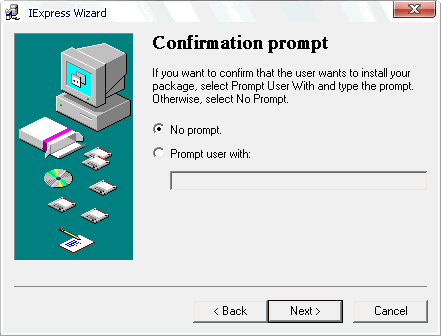 IExpress Wizard
Confirmation prompt
If you want to confirm that the user wants to install your
package, select Prompt User With and type the prompt.
Otherwise, select No Prompt.
No prompt.
Prompt user with:
< Back
Next >
Cancel